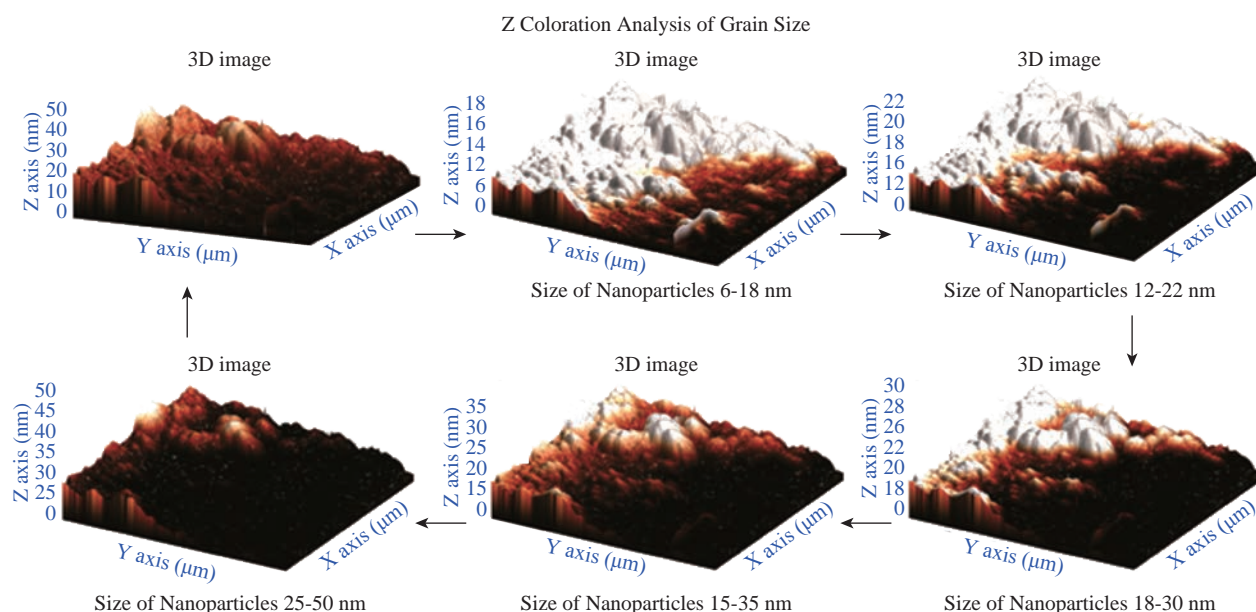 Z Coloration Analysis of Grain Size
3D image
50
40
30
20
10
0
Z axis (nm)
Y axis (μm)
X axis (μm)
3D image
18
16
14
12
6
0
Z axis (nm)
Y axis (μm)
X axis (μm)
Size of Nanoparticles 6-18 nm
3D image
22
20
18
16
12
0
Z axis (nm)
Y axis (μm)
X axis (μm)
Size of Nanoparticles 12-22 nm
3D image
50
45
40
35
30
25
0
Z axis (nm)
Y axis (μm)
X axis (μm)
Size of Nanoparticles 25-50 nm
3D image
35
30
25
20
15
0
Z axis (nm)
Y axis (μm)
X axis (μm)
Size of Nanoparticles 15-35 nm
3D image
30
28
26
22
20
18
0
Z axis (nm)
Y axis (μm)
X axis (μm)
Size of Nanoparticles 18-30 nm